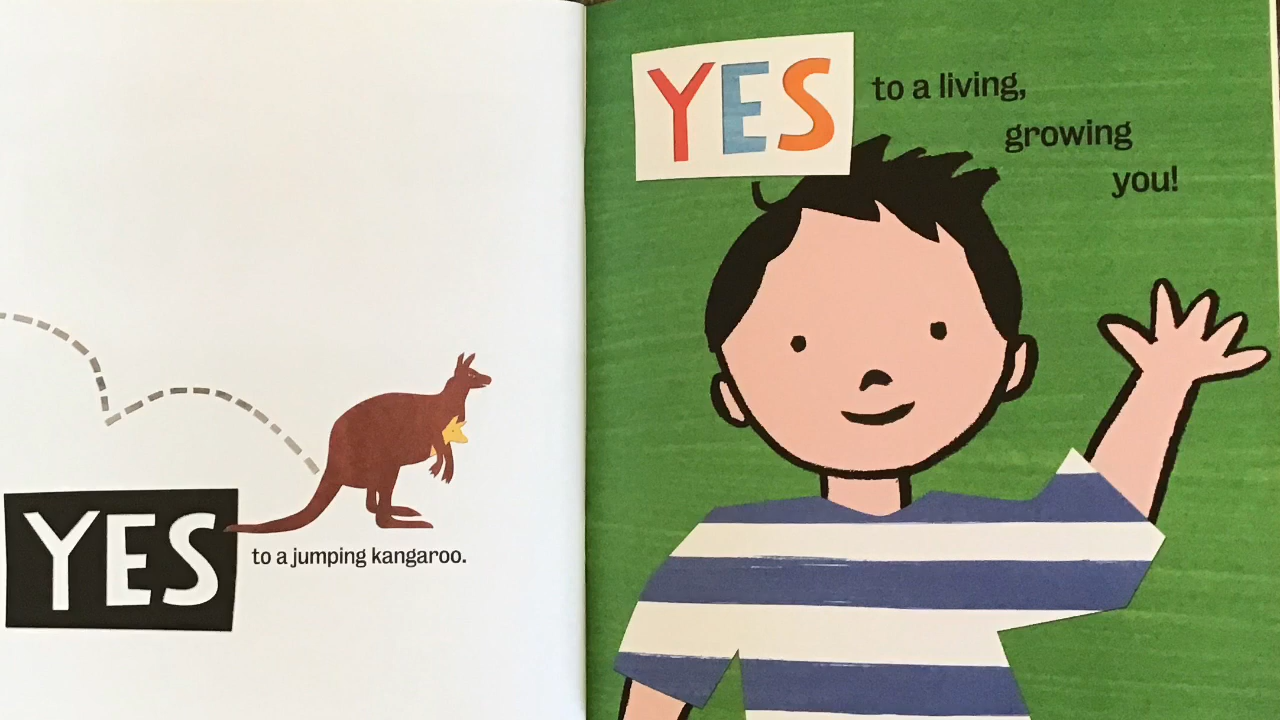 YES to a jumping kangaroo.
YES to a living,
growing
you!